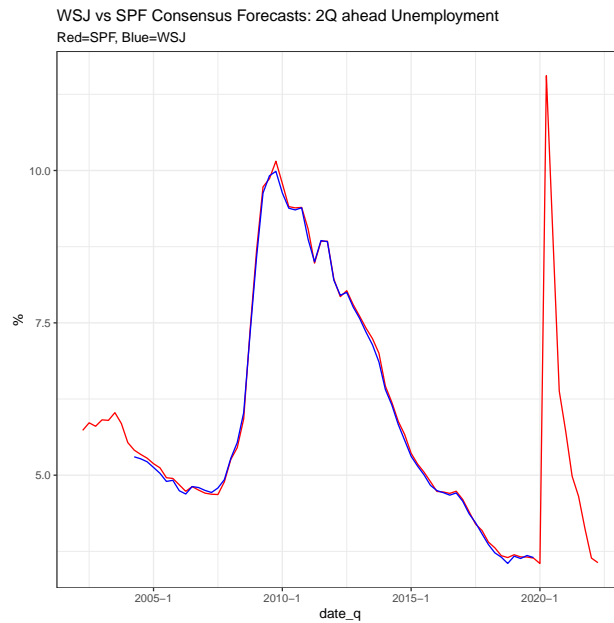 WSJ vs SPF Consensus Forecasts: 2Q ahead Unemployment
Red=SPF, Blue=WSJ
10.0
7.5
5.0
%
2005−1
2010−1
2015−1
2020−1
date_q